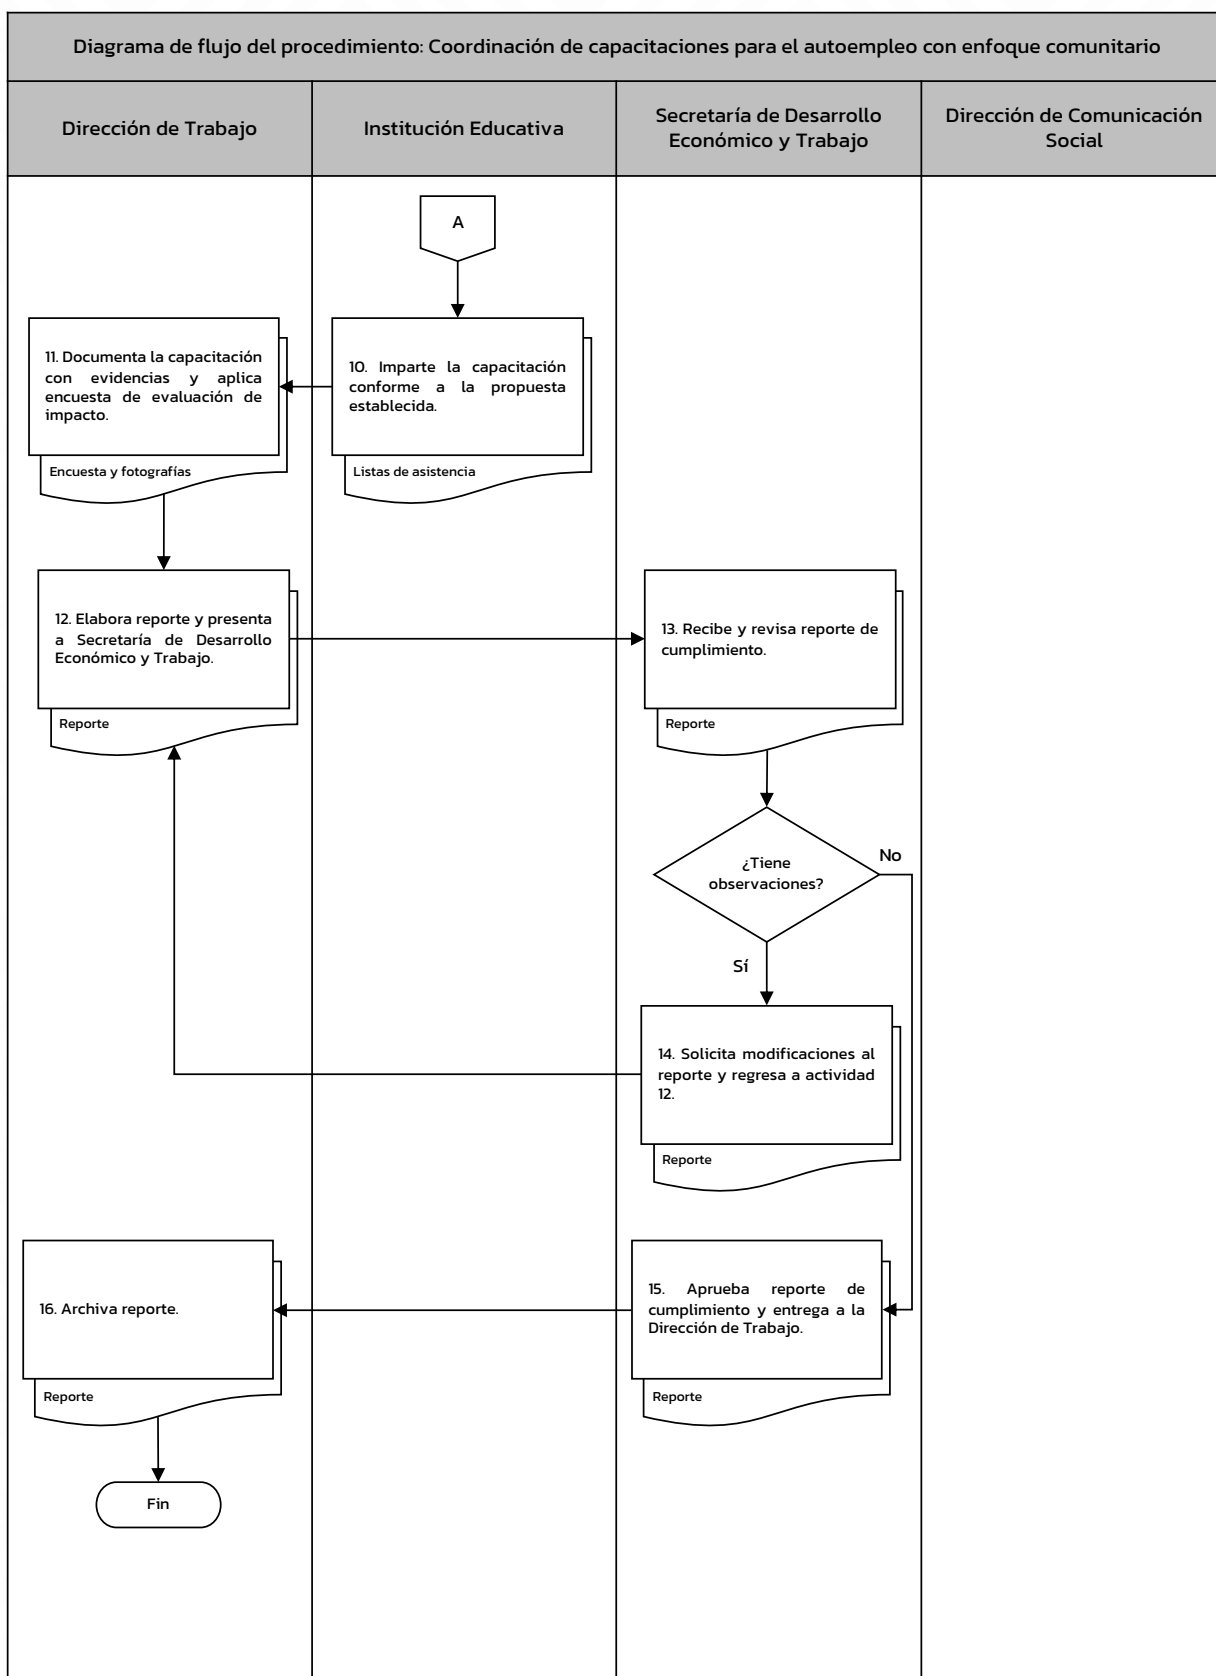 Diagrama de flujo del procedimiento: Coordinación de capacitaciones para el autoempleo con enfoque comunitario
Dirección de Trabajo
Institución Educativa
Secretaría de Desarrollo
Económico y Trabajo
Dirección de Comunicación
Social
A
10. Imparte la capacitación
conforme a la propuesta
establecida.
Listas de asistencia
11. Documenta la capacitación
con evidencias y aplica
encuesta de evaluación de
impacto.
Encuesta y fotografías
12. Elabora reporte y presenta
a Secretaría de Desarrollo
Económico y Trabajo.
Reporte
13. Recibe y revisa reporte de
cumplimiento.
Reporte
¿Tiene
observaciones?
No
Sí
14. Solicita modificaciones al
reporte y regresa a actividad
12.
Reporte
15. Aprueba reporte de
cumplimiento y entrega a la
Dirección de Trabajo.
Reporte
16. Archiva reporte.
Reporte
Fin